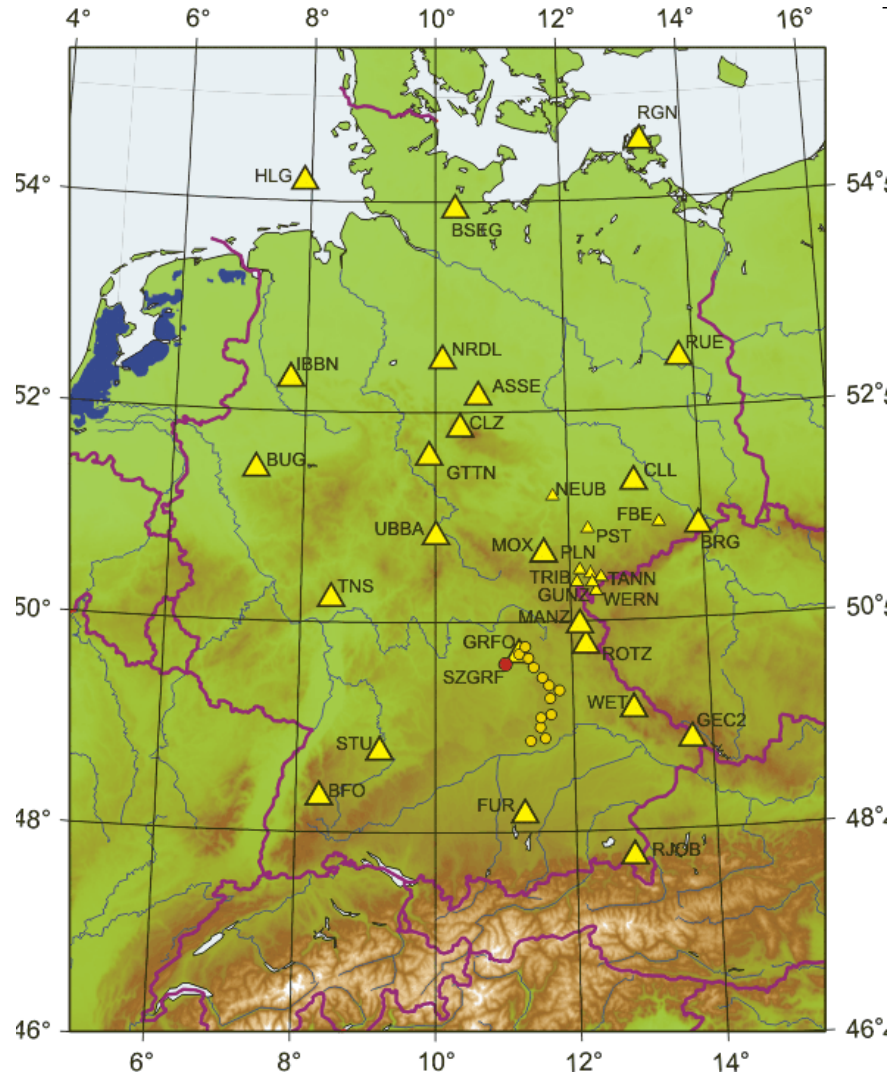 4° 6° 8° 10° 12° 14° 16°
RGN
HLG
54° 54°
BSEG
NRDL
RUE
IBBN
ASSE
52° 52°
CLZ
BUG
GTTN
CLL
NEUB
FBE
UBBA
PST
BRG
MOX
PLN
TRIB TANN
TNS
GUNZ WERN
50° 50°
MANZ
GRFO
ROTZ
SZGRF
WET
GEC2
STU
BFO
FUR
48° 48°
RJOB
46° 46°
6° 8° 10° 12° 14°